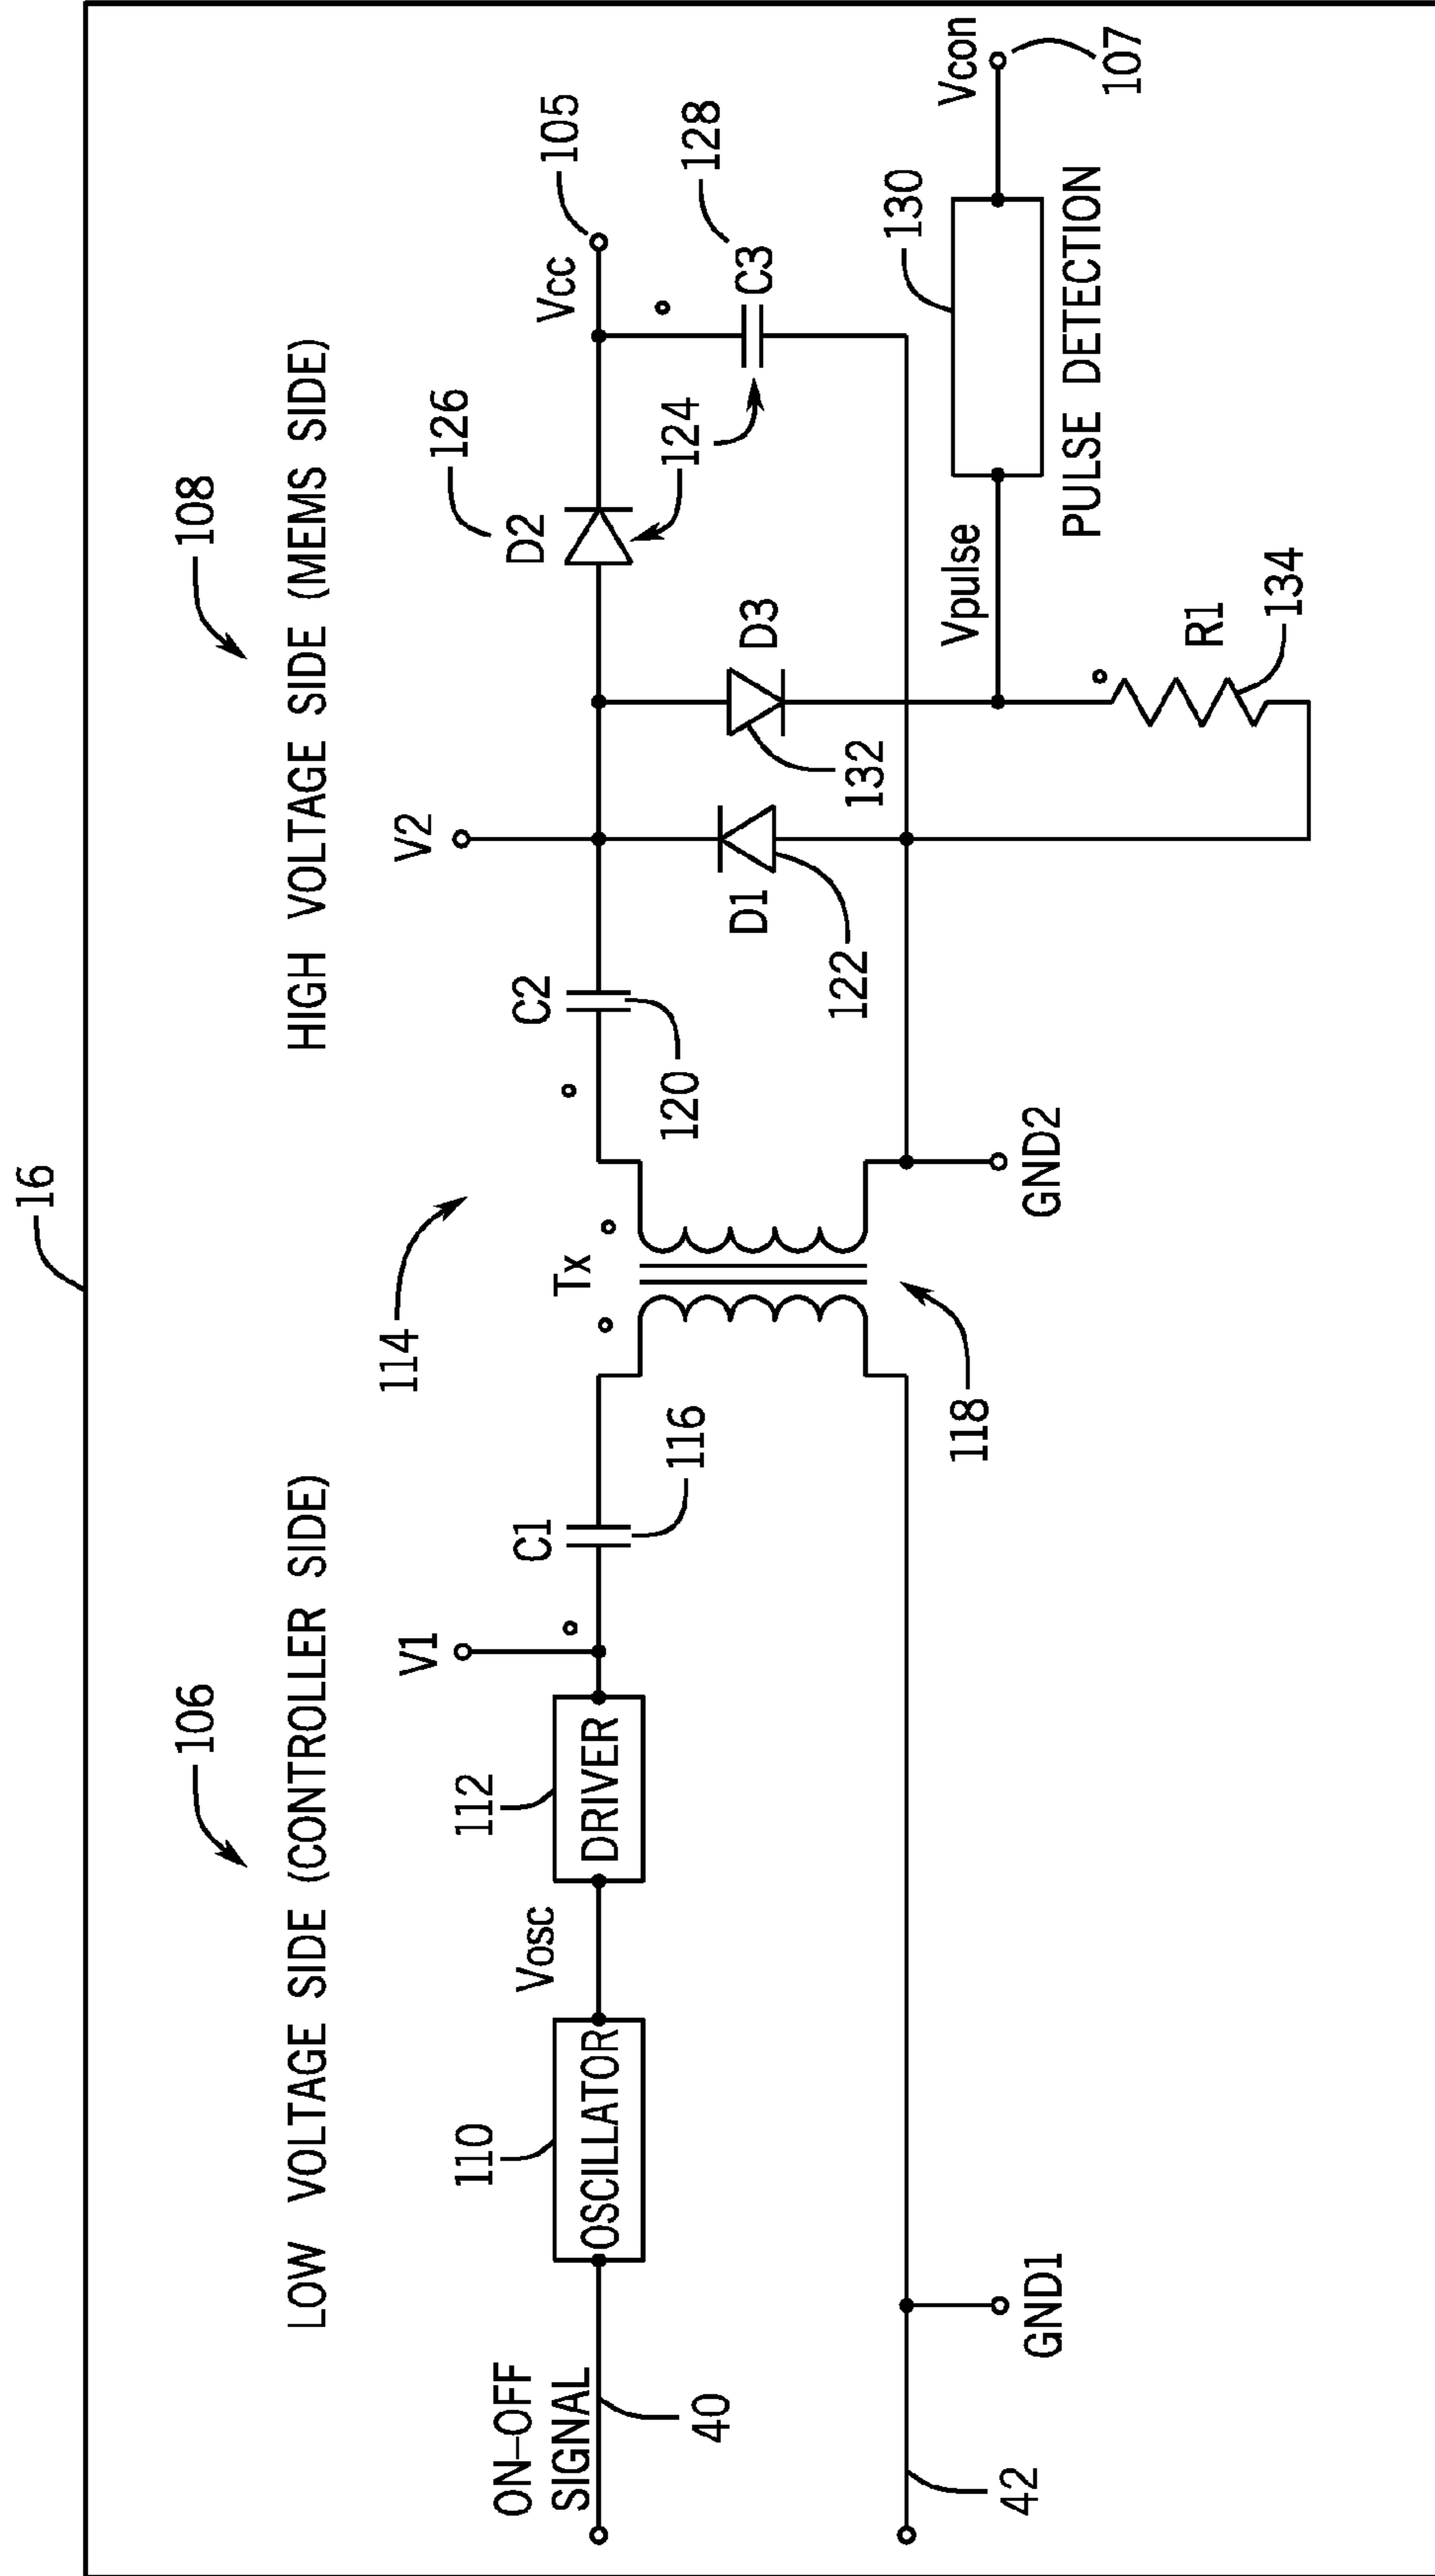 16
106
108
LOW VOLTAGE SIDE (CONTROLLER SIDE)
HIGH VOLTAGE SIDE (MEMS SIDE)
114
V1
V2
126
110
112
ON–OFF
SIGNAL
Vosc
C1
Tx
C2
D2
Vcc
105
OSCILLATOR
DRIVER
40
116
120
124
128
D1
D3
C3
122
132
130
42
GND1
118
GND2
Vpulse
Vcon
PULSE DETECTION
107
R1
134